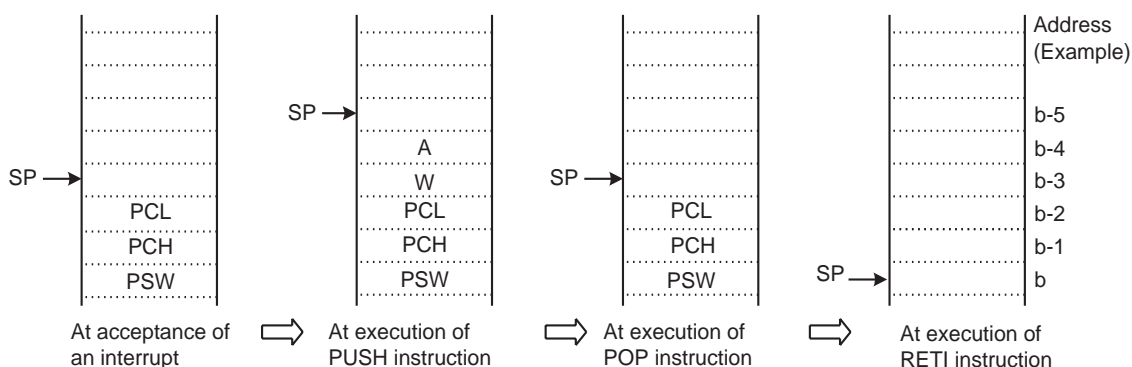 Address
(Example)
SP
b-5
A
b-4
SP
W
SP
b-3
PCL
PCL
PCL
b-2
PCH
PCH
PCH
b-1
PSW
PSW
PSW
SP
b
At acceptance of
an interrupt
At execution of
PUSH instruction
At execution of
POP instruction
At execution of
RETI instruction